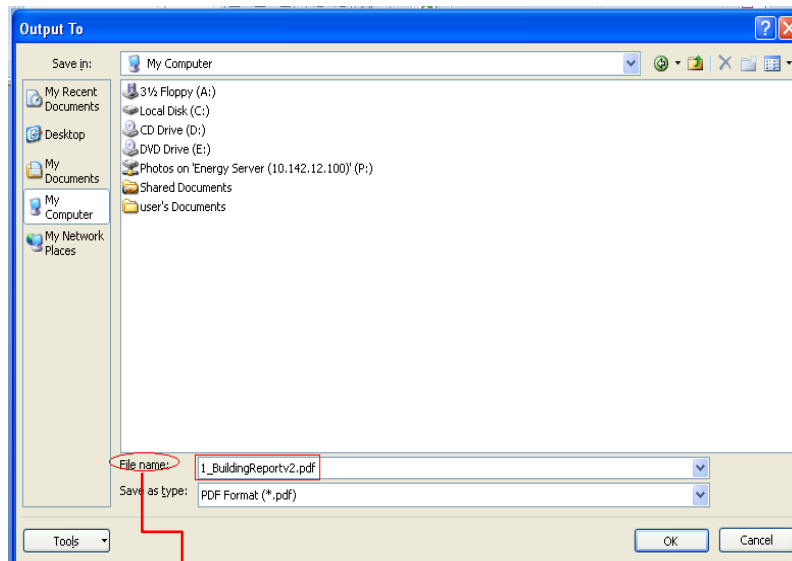 Output To
Save in:
My Computer
My Recent
Documents
Desktop
My
Documents
My
Computer
My Network
Places
3½ Floppy (A:)
Local Disk (C:)
CD Drive (D:)
DVD Drive (E:)
Photos on 'Energy Server (10.142.12.100)' (P:)
Shared Documents
user's Documents
File name:
1_BuildingReportv2.pdf
Save as type:
PDF Format (*.pdf)
Tools
OK
Cancel